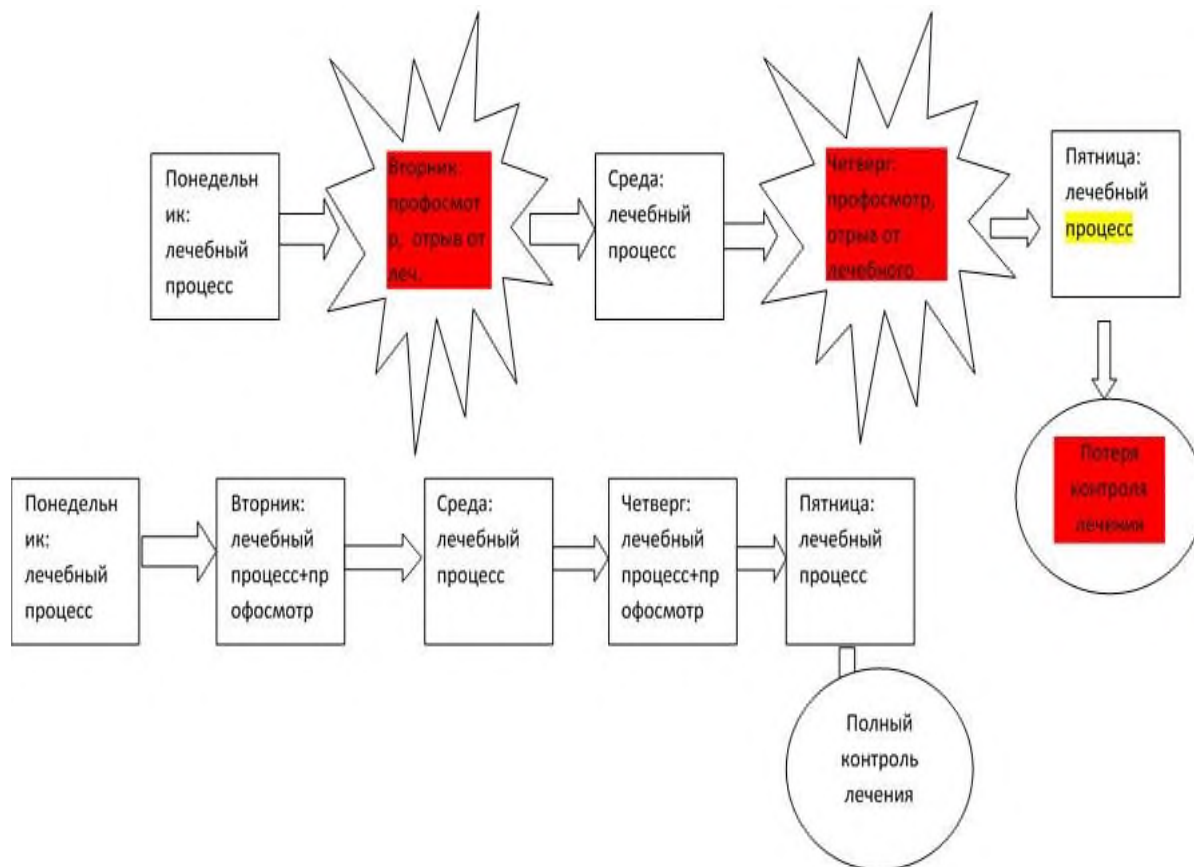 Понедельн
ик:
лечебный
процесс
Вторник:
профосмот
р, отрыв от
леч.
Среда:
лечебный
процесс
Четверг:
профосмотр,
отрыв от
лечебного
Пятница:
лечебный
процесс
Потеря
контроля
лечения
Понедельн
ик:
лечебный
процесс
Вторник:
лечебный
процесс+пр
офосмотр
Среда:
лечебный
процесс
Четверг:
лечебный
процесс+пр
офосмотр
Пятница:
лечебный
процесс
Полный
контроль
лечения